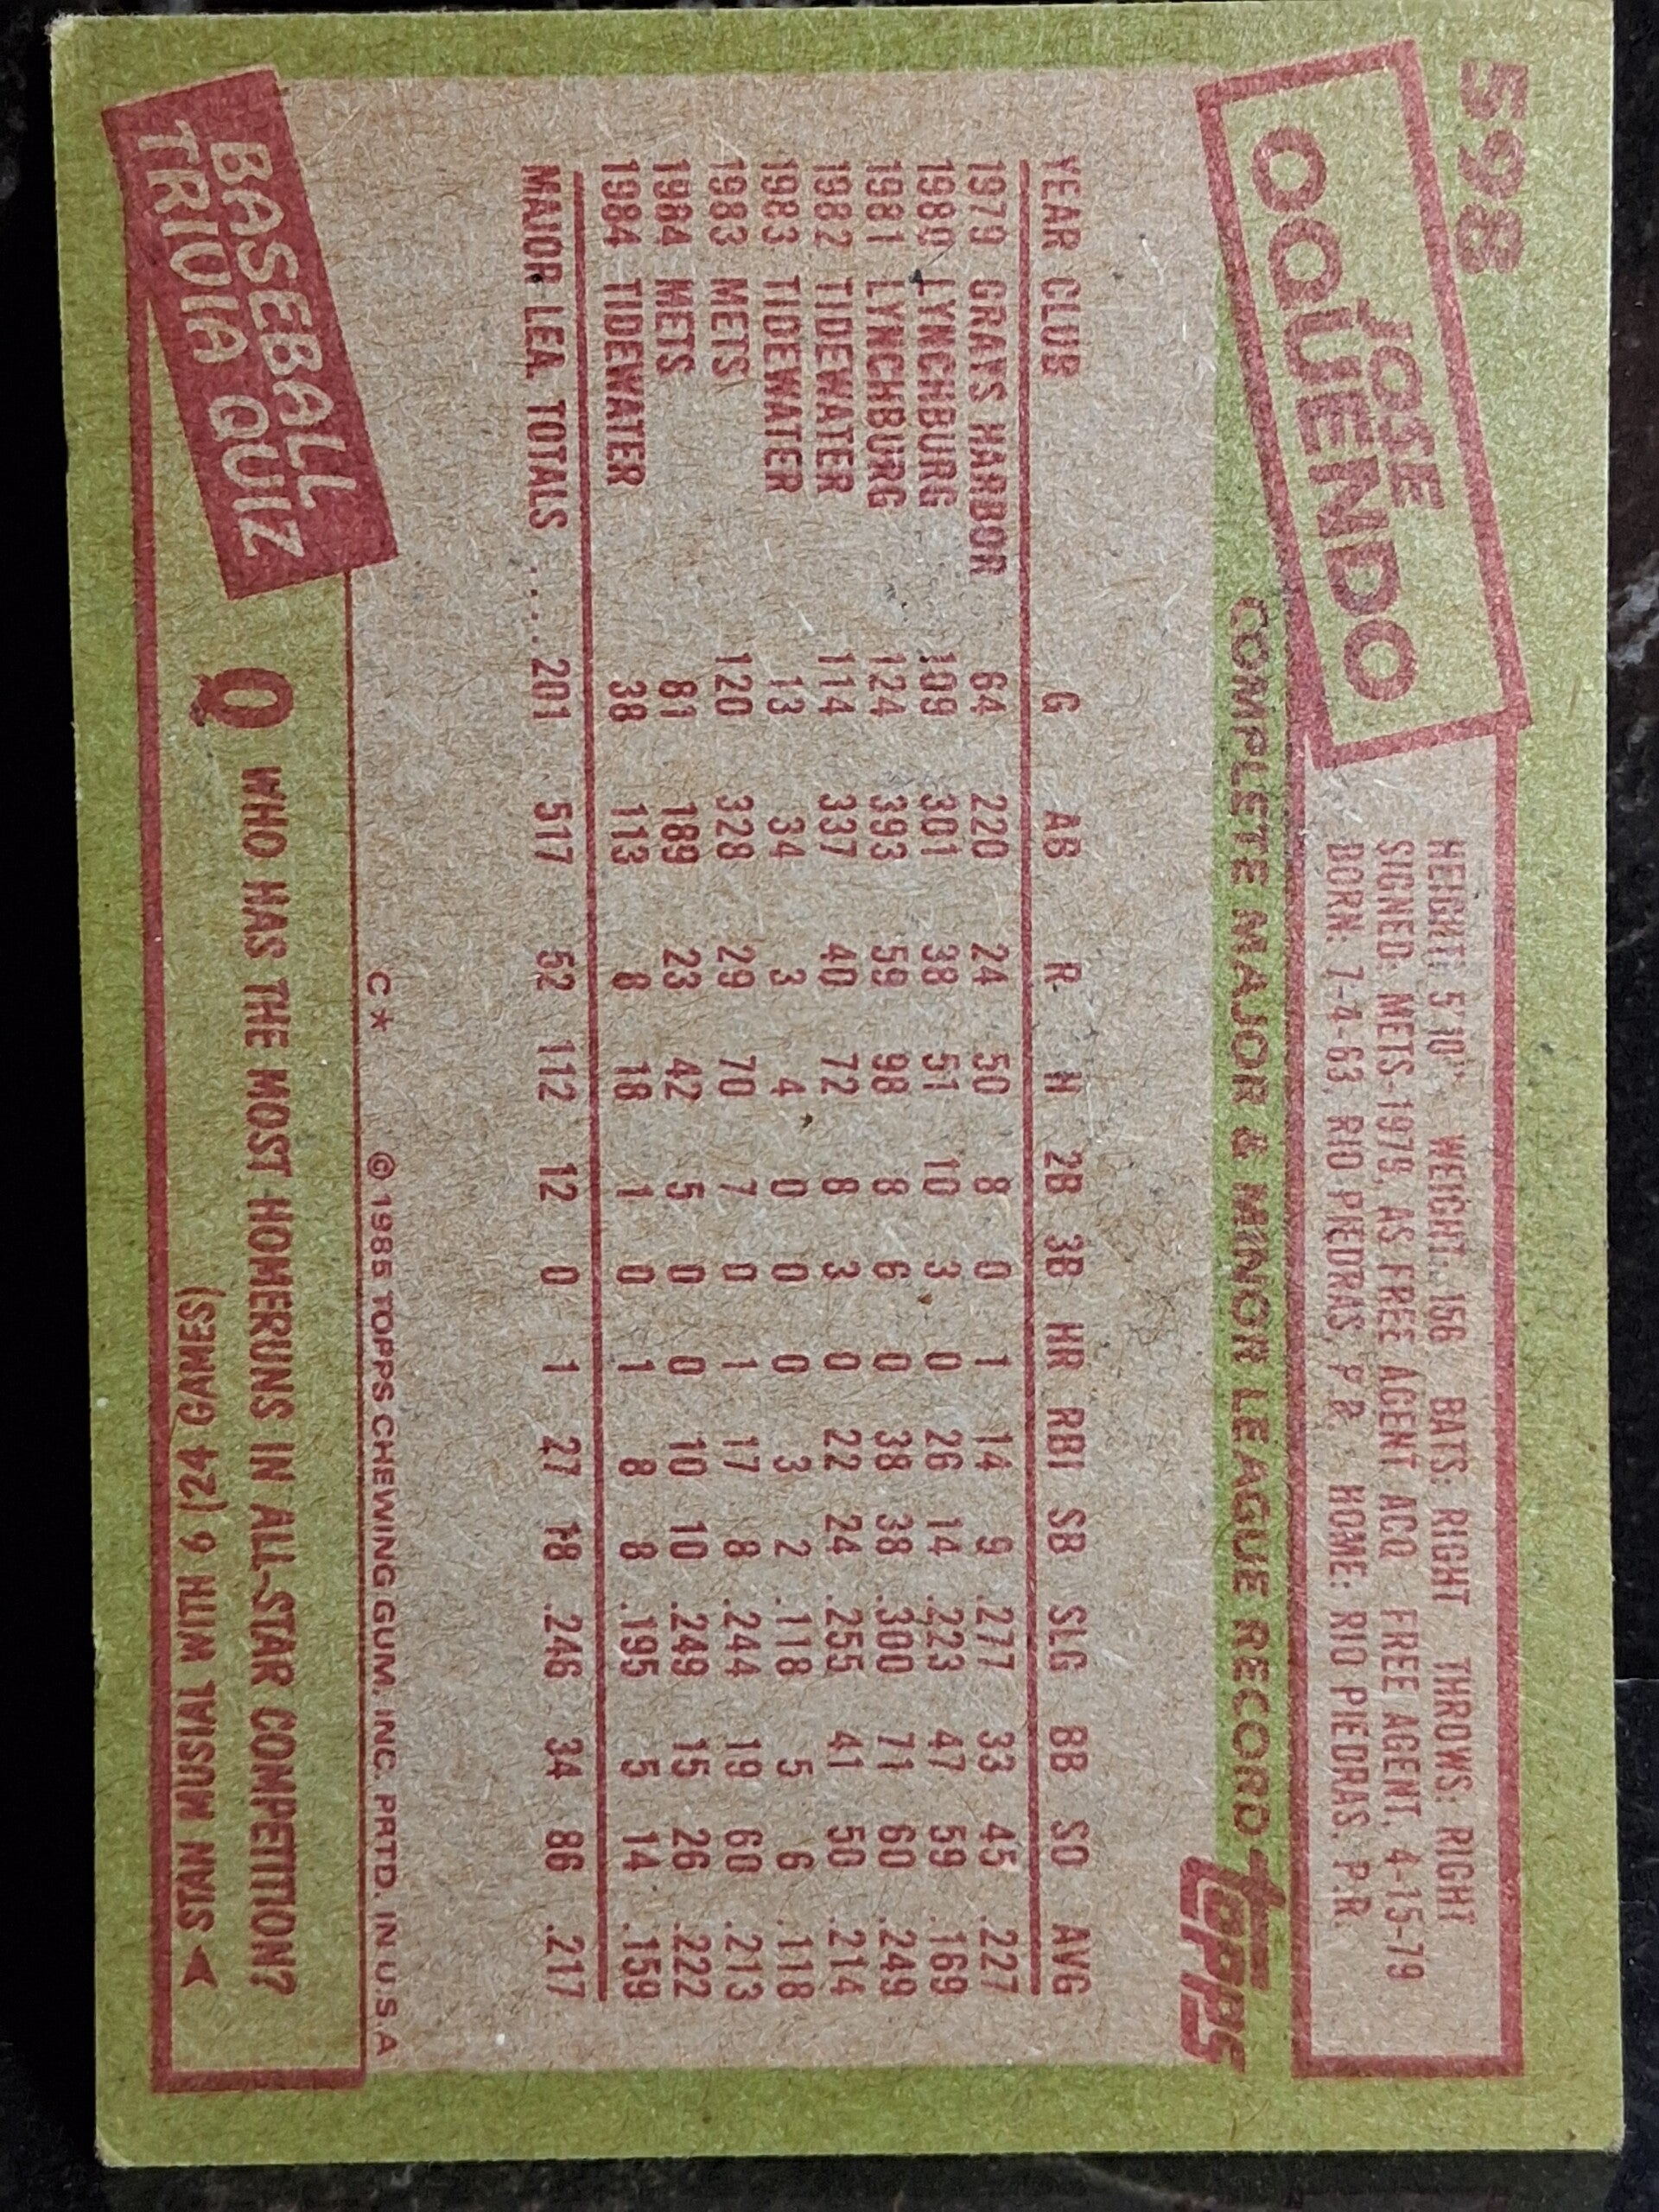 598
JOSE
OQUENDO
HEIGHT: 5'10" WEIGHT: 156 BATS: RIGHT THROWS: RIGHT
SIGNED: METS-1979, AS FREE AGENT ACQ FREE AGENT, 4-15-79
BORN: 7-4-63, RIO PIEDRAS, P.R. HOME: RIO PIEDRAS, P.R.
COMPLETE MAJOR & MINOR LEAGUE RECORD
topps
YEAR CLUB G AB R H 2B 3B HR RBI SB SLG BB SO AVG
1979 GRAYS HARBOR 64 220 24 50 8 0 1 14 9 .277 33 45 .227
1980 LYNCHBURG 109 301 38 51 10 3 0 26 14 .223 47 59 .169
1981 LYNCHBURG 124 393 59 98 8 6 0 38 38 .300 71 60 .249
1982 TIDEWATER 114 337 40 72 8 3 0 22 24 .255 41 50 .214
1983 TIDEWATER 13 34 3 4 0 0 0 3 2 .118 5 6 .118
1983 METS 120 328 29 70 7 0 1 17 8 .244 19 60 .213
1984 METS 81 189 23 42 5 0 0 10 10 .249 15 26 .222
1984 TIDEWATER 38 113 8 18 1 0 1 8 8 .195 5 14 .159
MAJOR LEA. TOTALS ..... 201 517 52 112 12 0 1 27 18 .246 34 86 .217
C* © 1985 TOPPS CHEWING GUM, INC. PRTD. IN U.S.A
BASEBALL
TRIVIA QUIZ
Q WHO HAS THE MOST HOMERUNS IN ALL-STAR COMPETITION?
STAN MUSIAL WITH 6 (24 GAMES)